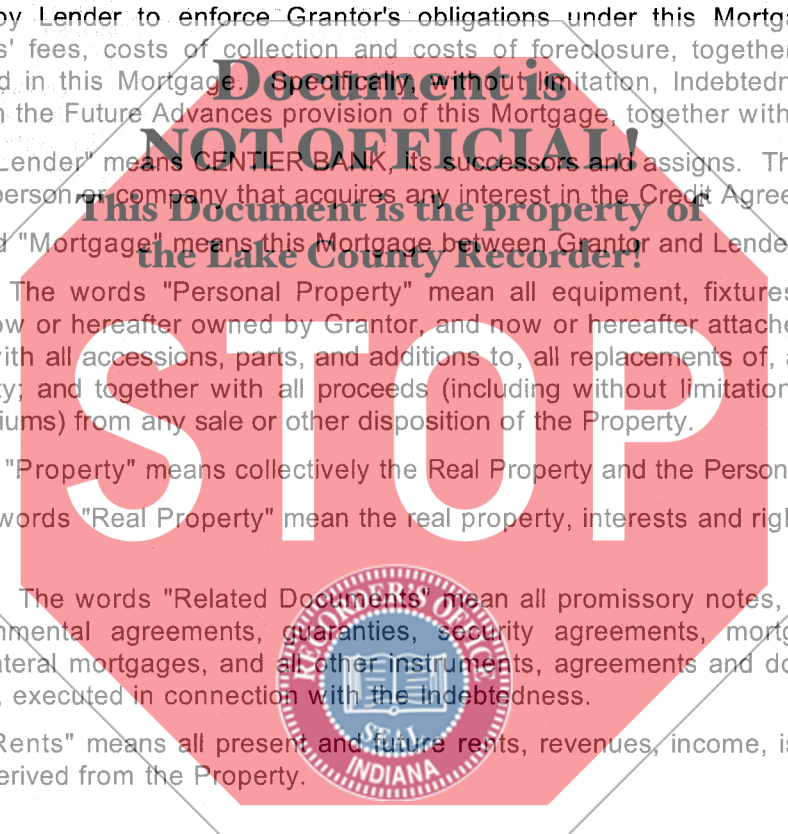 by Lender to enforce Grantor's obligations under this Mortga
s' fees, costs of collection and costs of foreclosure, together
d in this Mortgage. Specifically, without limitation, Indebtedn
n the Future Advances provision of this Mortgage, together with
Document is
NOT OFFICIAL!
Lender" means CENTIER BANK, its successors and assigns. Th
person or company that acquires any interest in the Credit Agree
This Document is the property of
the Lake County Recorder!
d "Mortgage" means this Mortgage between Grantor and Lende
The words "Personal Property" mean all equipment, fixtures
ow or hereafter owned by Grantor, and now or hereafter attache
with all accessions, parts, and additions to, all replacements of, a
ty; and together with all proceeds (including without limitation
iums) from any sale or other disposition of the Property.
STOP
"Property" means collectively the Real Property and the Person
words "Real Property" mean the real property, interests and righ
The words "Related Documents" mean all promissory notes,
nmental agreements, guaranties, security agreements, mortg
ateral mortgages, and all other instruments, agreements and do
, executed in connection with the Indebtedness.
RECORDERS' OFFICE
SEAL
INDIANA
Rents" means all present and future rents, revenues, income, is
erived from the Property.